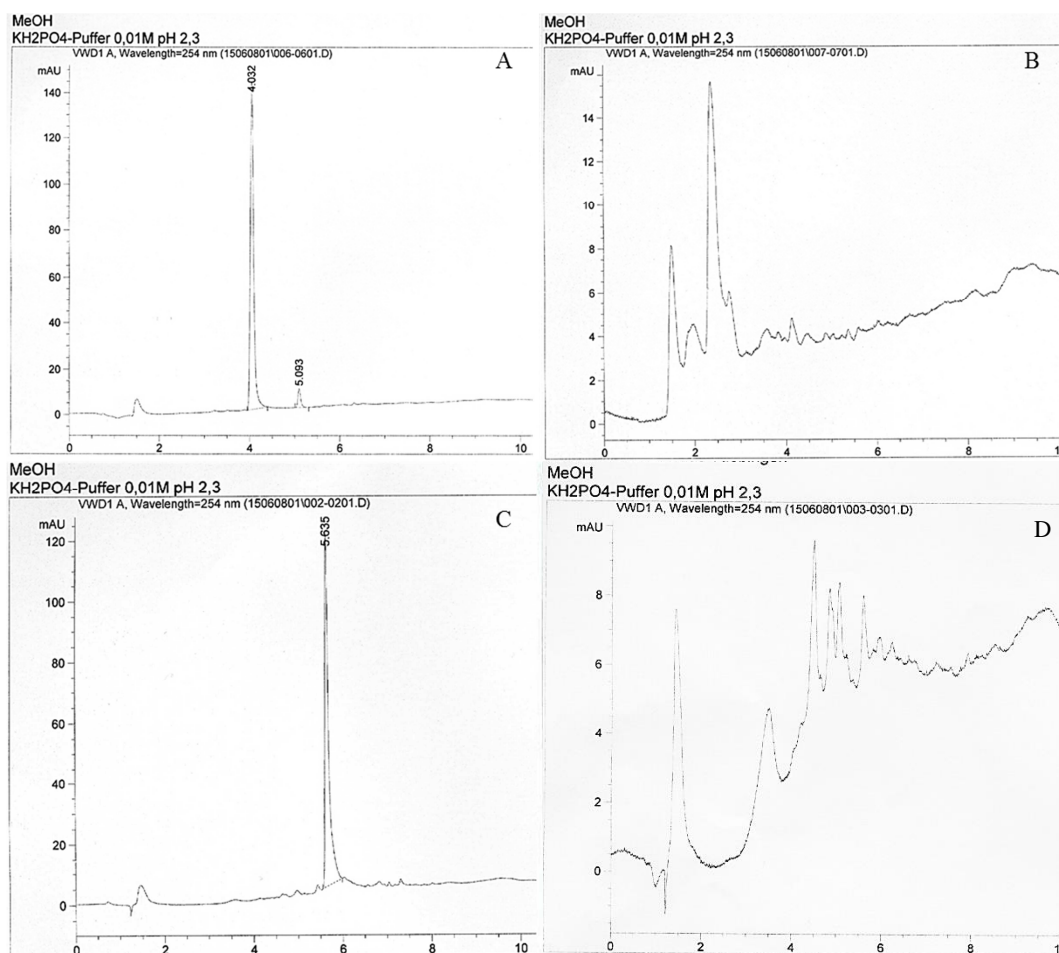 MeOH
KH2PO4-Puffer 0,01M pH 2,3
VWD1 A, Wavelength=254 nm (15060801\006-0601.D)
A
mAU
4.032
5.093
140
120
100
80
60
40
20
0
0 2 4 6 8 10
MeOH
KH2PO4-Puffer 0,01M pH 2,3
VWD1 A, Wavelength=254 nm (15060801\007-0701.D)
B
mAU
14
12
10
8
6
4
2
0
0 2 4 6 8 1
MeOH
KH2PO4-Puffer 0,01M pH 2,3
VWD1 A, Wavelength=254 nm (15060801\002-0201.D)
C
mAU
5.635
120
100
80
60
40
20
0
0 2 4 6 8 10
MeOH
KH2PO4-Puffer 0,01M pH 2,3
VWD1 A, Wavelength=254 nm (15060801\003-0301.D)
D
mAU
8
6
4
2
0
0 2 4 6 8 1